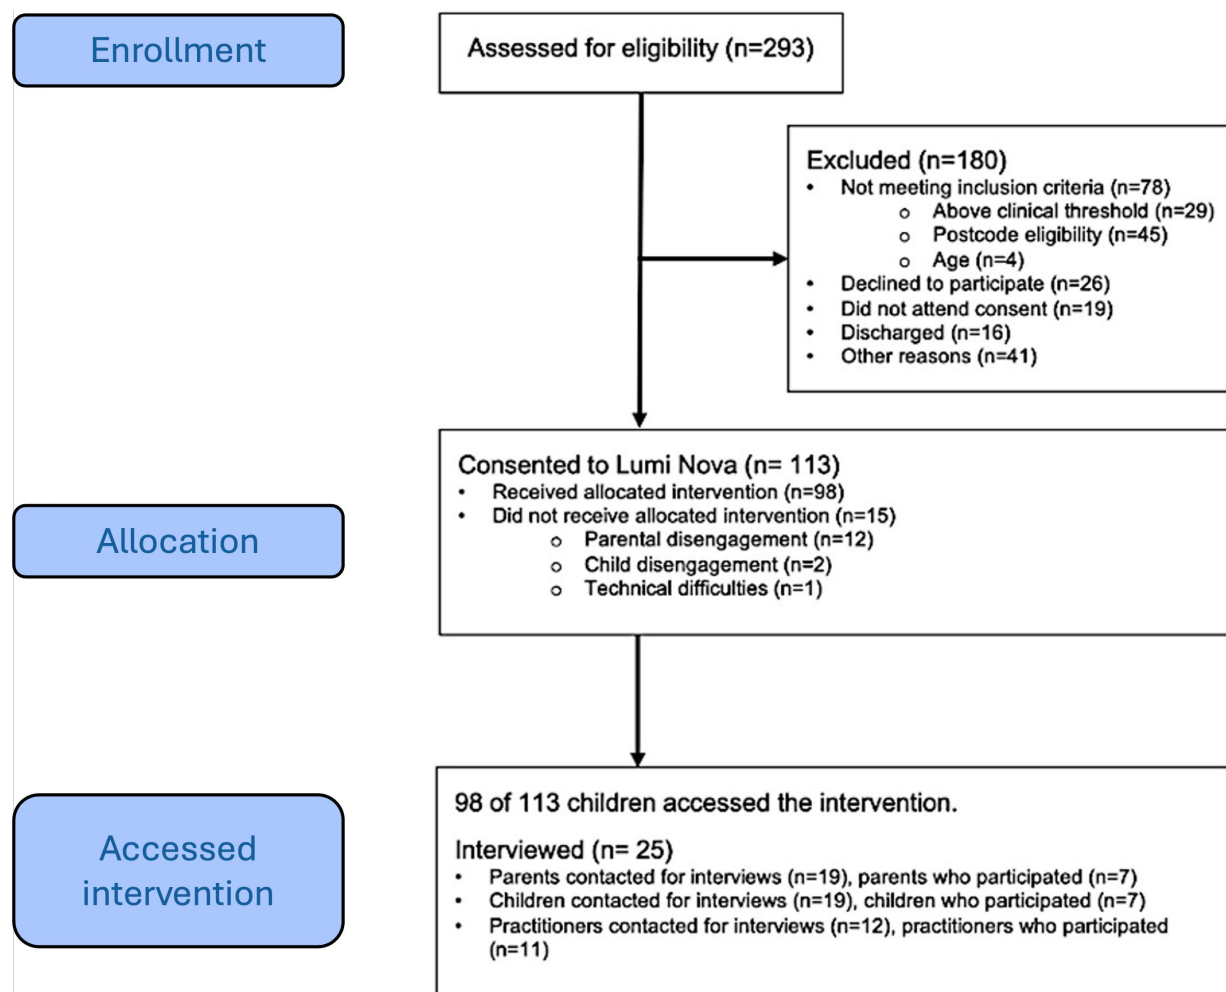 Enrollment
Assessed for eligibility (n=293)
Excluded (n=180)
• Not meeting inclusion criteria (n=78)
o Above clinical threshold (n=29)
o Postcode eligibility (n=45)
o Age (n=4)
• Declined to participate (n=26)
• Did not attend consent (n=19)
• Discharged (n=16)
• Other reasons (n=41)
Allocation
Consented to Lumi Nova (n= 113)
• Received allocated intervention (n=98)
• Did not receive allocated intervention (n=15)
o Parental disengagement (n=12)
o Child disengagement (n=2)
o Technical difficulties (n=1)
Accessed
intervention
98 of 113 children accessed the intervention.
Interviewed (n= 25)
• Parents contacted for interviews (n=19), parents who participated (n=7)
• Children contacted for interviews (n=19), children who participated (n=7)
• Practitioners contacted for interviews (n=12), practitioners who participated
(n=11)